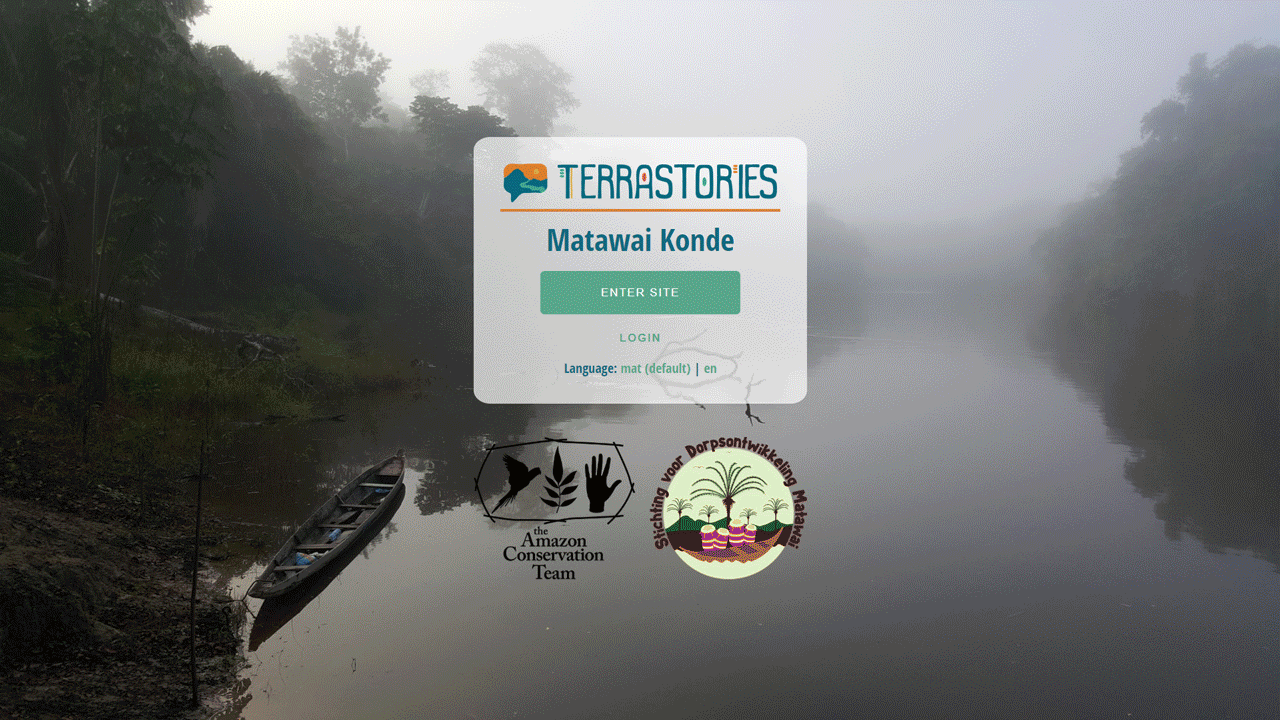 TERRASTORIES
Matawai Konde
ENTER SITE
LOGIN
Language: mat (default) | en
the
Amazon
Conservation
Team
Stichting voor Dorpsontwikkeling Matawai